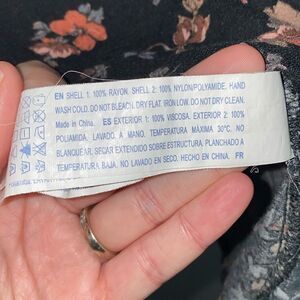 EN SHELL 1: 100% RAYON. SHELL 2: 100% NYLON/POLYAMIDE. HAND
WASH COLD. DO NOT BLEACH. DRY FLAT. IRON LOW. DO NOT DRY CLEAN.
Made in China. ES EXTERIOR 1: 100% VISCOSA. EXTERIOR 2: 100%
POLIAMIDA. LAVADO A MANO. TEMPERATURA MÁXIMA 30°C. NO
BLANQUEAR. SECAR EXTENDIDO SOBRE ESTRUCTURA. PLANCHADO A
TEMPERATURA BAJA. NO LAVADO EN SECO. HECHO EN CHINA. FR